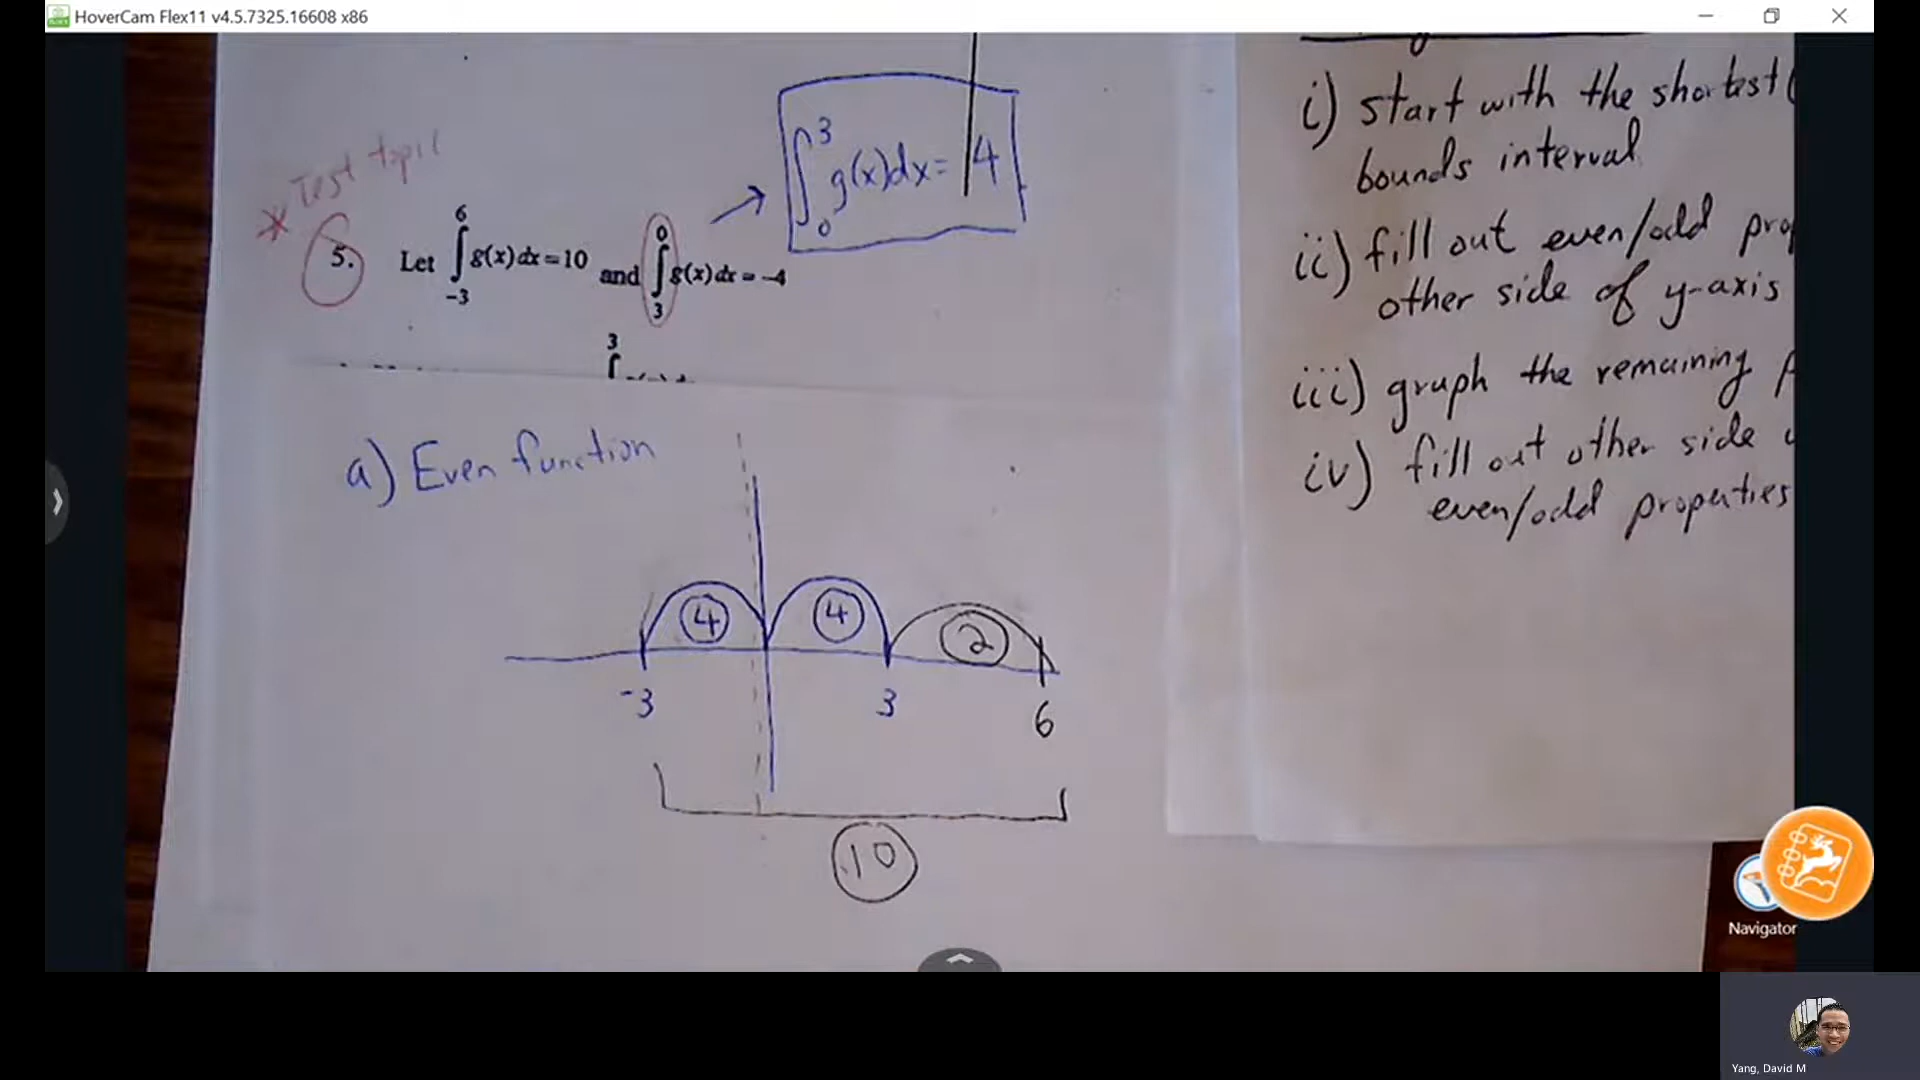 HoverCam Flex11 v4.5.7325.16608 x86
* Test topic
∫₀³ g(x)dx = 4
5. Let ∫₋₃⁶ g(x)dx=10 and ∫₃⁰ g(x)dx = -4
3
a) Even function
4 4 2
-3 3 6
10
i) start with the shortest
bounds interval
ii) fill out even/odd
other side of y-axis
iii) graph the remaining
iv) fill out other side
even/odd properties
Navigator
Yang, David M